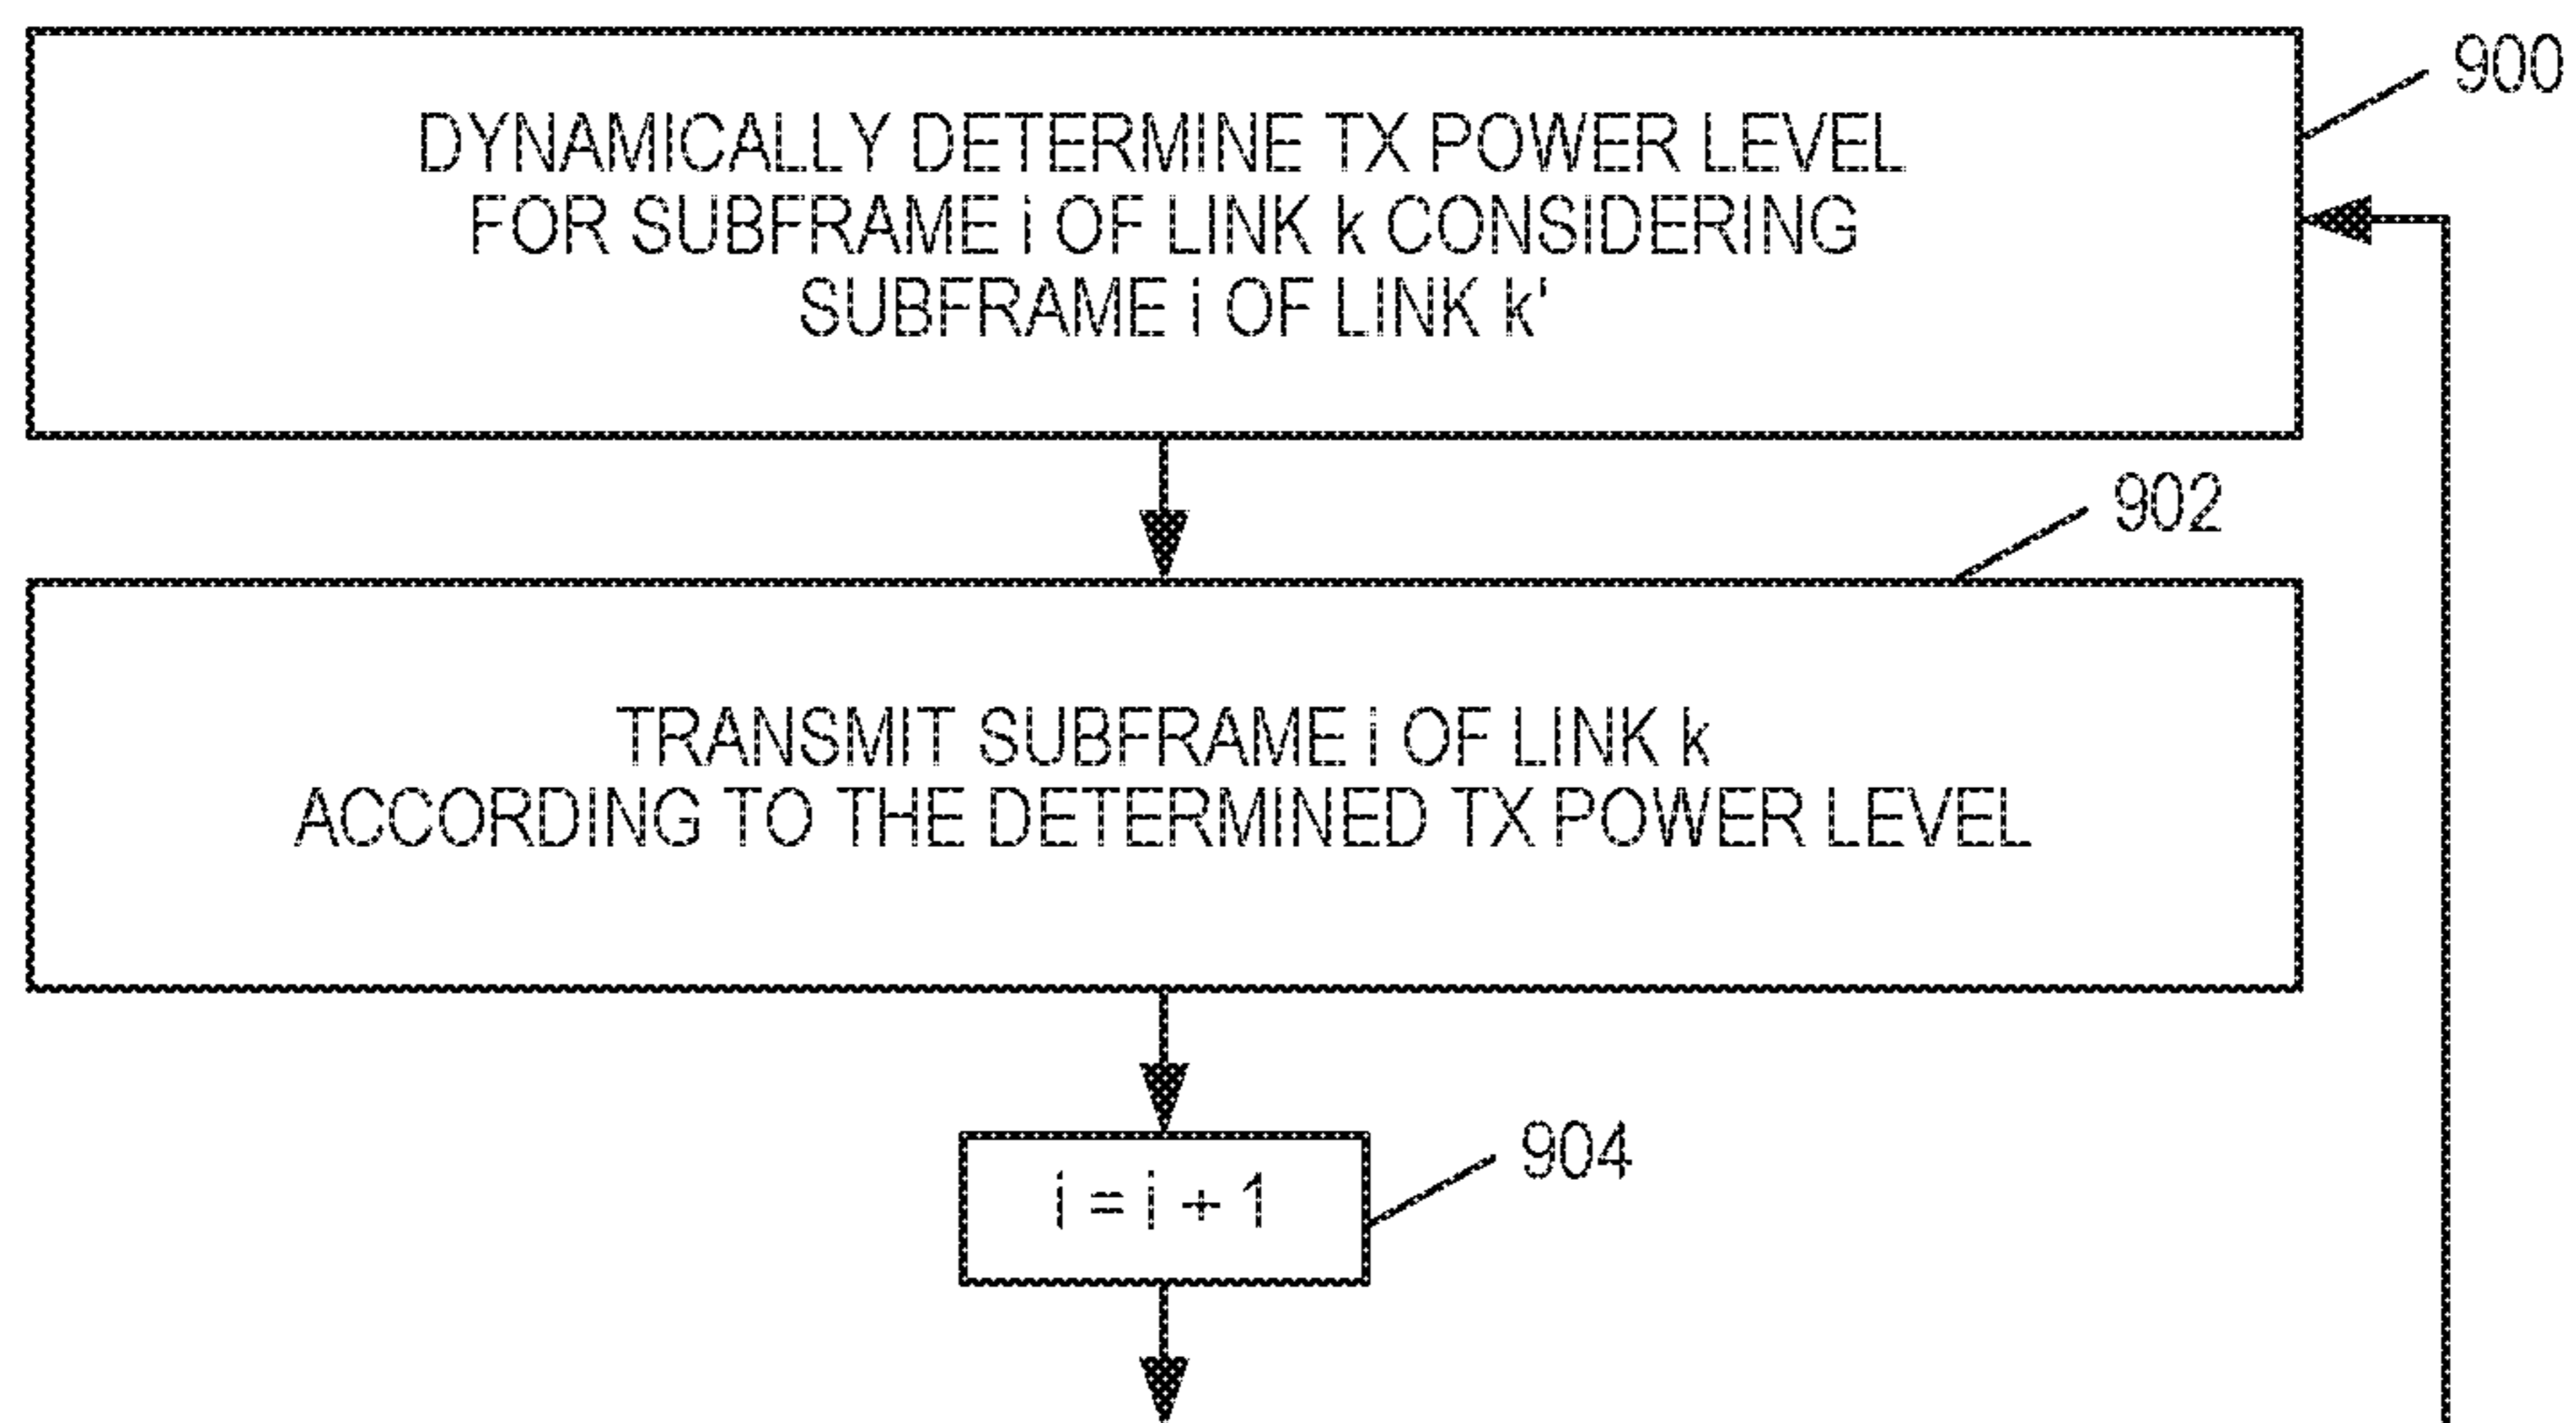 900
DYNAMICALLY DETERMINE TX POWER LEVEL
FOR SUBFRAME i OF LINK k CONSIDERING
SUBFRAME i OF LINK k'
902
TRANSMIT SUBFRAME i OF LINK k
ACCORDING TO THE DETERMINED TX POWER LEVEL
904
i = i + 1